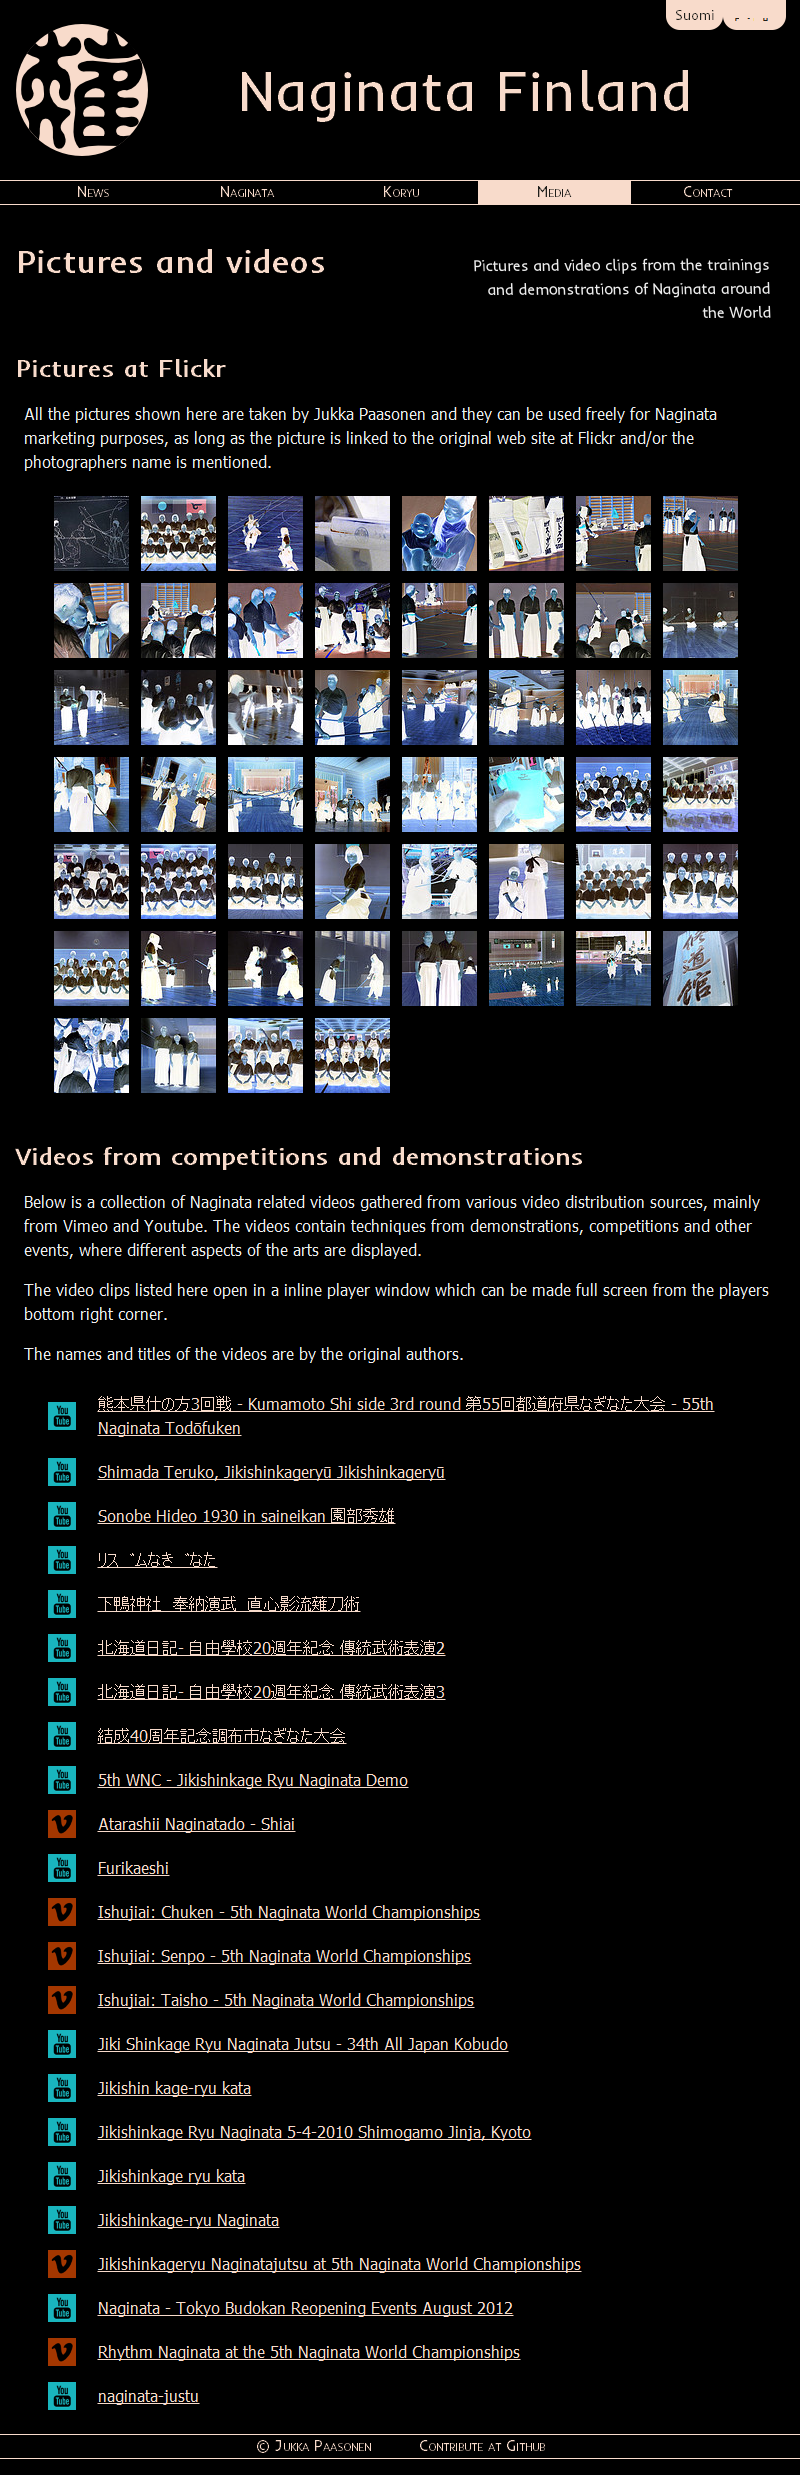 Suomi
Naginata Finland
News
Naginata
Koryu
Media
Contact
Pictures and videos
Pictures and video clips from the trainings
and demonstrations of Naginata around
the World
Pictures at Flickr
All the pictures shown here are taken by Jukka Paasonen and they can be used freely for Naginata
marketing purposes, as long as the picture is linked to the original web site at Flickr and/or the
photographers name is mentioned.
Videos from competitions and demonstrations
Below is a collection of Naginata related videos gathered from various video distribution sources, mainly
from Vimeo and Youtube. The videos contain techniques from demonstrations, competitions and other
events, where different aspects of the arts are displayed.
The video clips listed here open in a inline player window which can be made full screen from the players
bottom right corner.
The names and titles of the videos are by the original authors.
熊本県仕の方3回戦 - Kumamoto Shi side 3rd round 第55回都道府県なぎなた大会 - 55th
Naginata Todōfuken
Shimada Teruko, Jikishinkageryū Jikishinkageryū
Sonobe Hideo 1930 in saineikan 園部秀雄
リズムなぎなた
下鴨神社　奉納演武　直心影流薙刀術
北海道日記- 自由學校20週年紀念 傳統武術表演2
北海道日記- 自由學校20週年紀念 傳統武術表演3
結成40周年記念調布市なぎなた大会
5th WNC - Jikishinkage Ryu Naginata Demo
Atarashii Naginatado - Shiai
Furikaeshi
Ishujiai: Chuken - 5th Naginata World Championships
Ishujiai: Senpo - 5th Naginata World Championships
Ishujiai: Taisho - 5th Naginata World Championships
Jiki Shinkage Ryu Naginata Jutsu - 34th All Japan Kobudo
Jikishin kage-ryu kata
Jikishinkage Ryu Naginata 5-4-2010 Shimogamo Jinja, Kyoto
Jikishinkage ryu kata
Jikishinkage-ryu Naginata
Jikishinkageryu Naginatajutsu at 5th Naginata World Championships
Naginata - Tokyo Budokan Reopening Events August 2012
Rhythm Naginata at the 5th Naginata World Championships
naginata-justu
© Jukka Paasonen
Contribute at Github